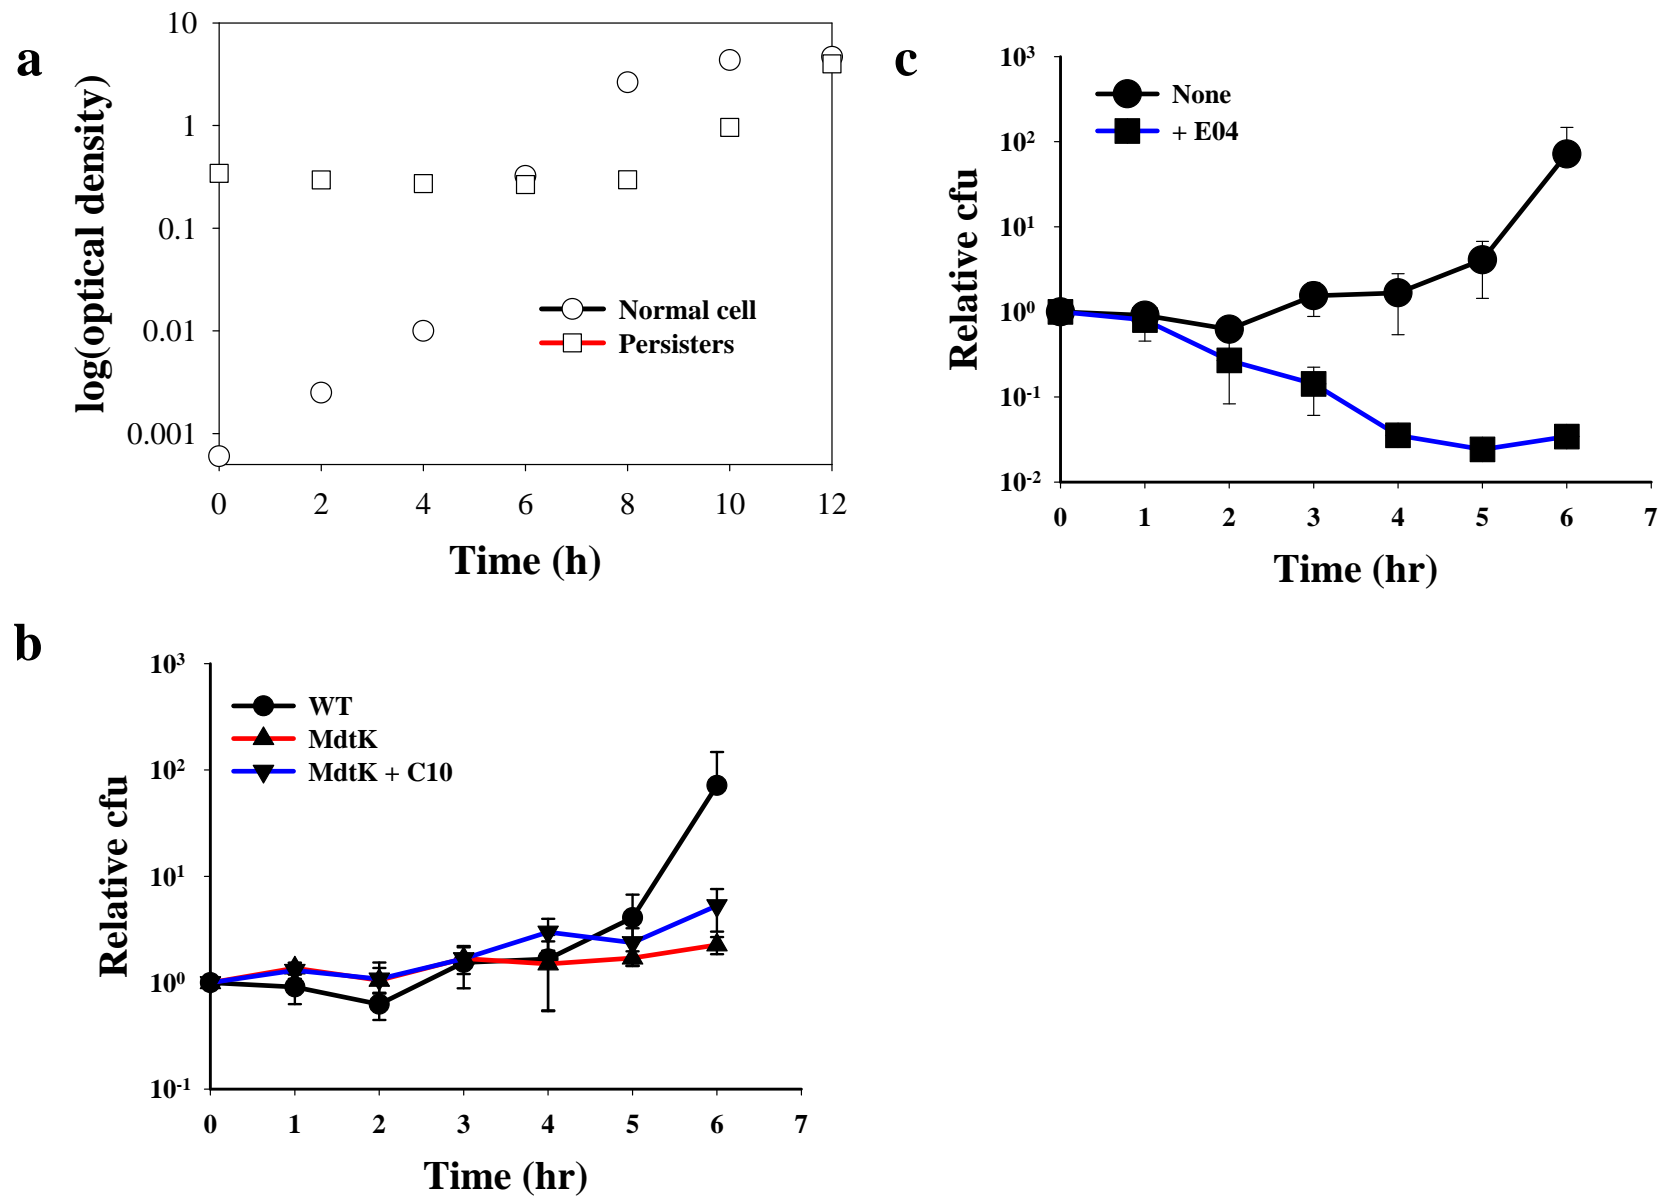 a
10
1
0.1
0.01
0.001
log(optical density)
Normal cell
Persisters
0 2 4 6 8 10 12
Time (h)
c
10³
10²
10¹
10⁰
10⁻¹
10⁻²
Relative cfu
None
+ E04
0 1 2 3 4 5 6 7
Time (hr)
b
10³
10²
10¹
10⁰
10⁻¹
Relative cfu
WT
MdtK
MdtK + C10
0 1 2 3 4 5 6 7
Time (hr)